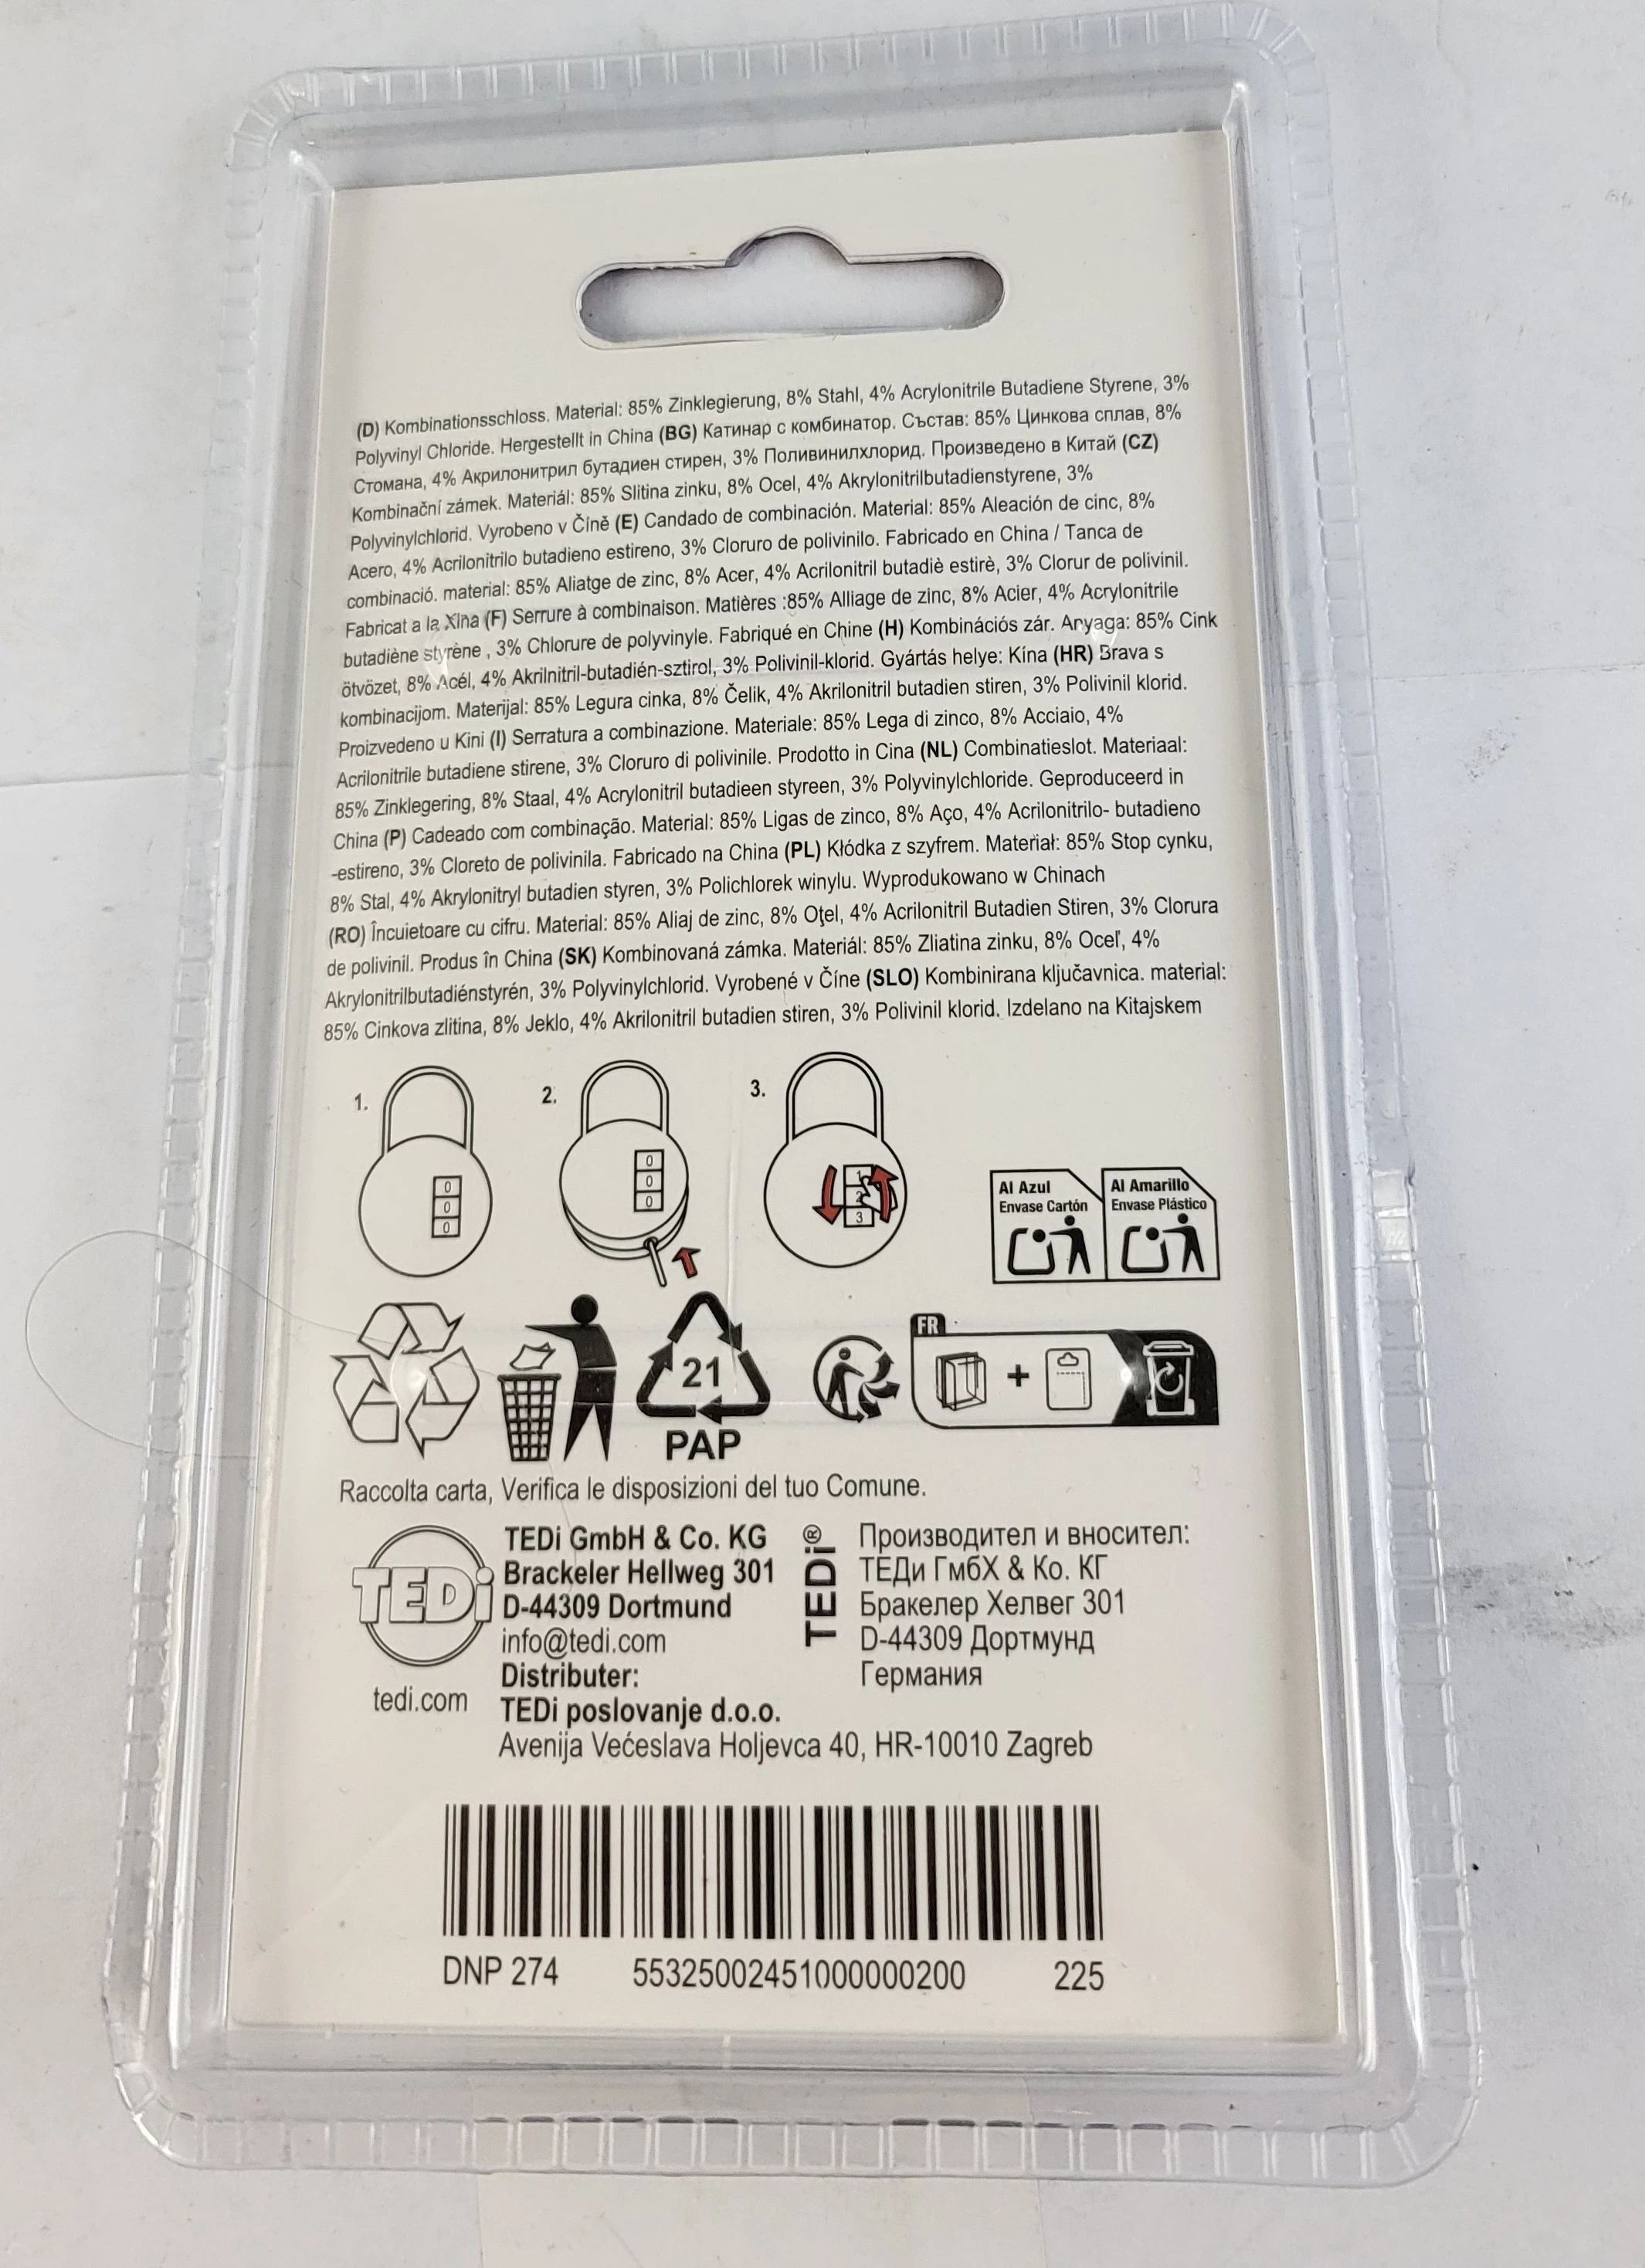 (D) Kombinationsschloss. Material: 85% Zinklegierung, 8% Stahl, 4% Acrylonitrile Butadiene Styrene, 3%
Polyvinyl Chloride. Hergestellt in China (BG) Катинар с комбинатор. Състав: 85% Цинкова сплав, 8%
Стомана, 4% Акрилонитрил бутадиен стирен, 3% Поливинилхлорид. Произведено в Китай (CZ)
Kombinační zámek. Materiál: 85% Slitina zinku, 8% Ocel, 4% Akrylonitrilbutadienstyrene, 3%
Polyvinylchlorid. Vyrobeno v Číně (E) Candado de combinación. Material: 85% Aleación de cinc, 8%
Acero, 4% Acrilonitrilo butadieno estireno, 3% Cloruro de polivinilo. Fabricado en China / Tanca de
combinació. material: 85% Aliatge de zinc, 8% Acer, 4% Acrilonitril butadiè estirè, 3% Clorur de polivinil.
Fabricat a la Xina (F) Serrure à combinaison. Matières :85% Alliage de zinc, 8% Acier, 4% Acrylonitrile
butadiène styrène , 3% Chlorure de polyvinyle. Fabriqué en Chine (H) Kombinációs zár. Anyaga: 85% Cink
ötvözet, 8% Acél, 4% Akrilnitril-butadién-sztirol, 3% Polivinil-klorid. Gyártás helye: Kína (HR) Brava s
kombinacijom. Materijal: 85% Legura cinka, 8% Čelik, 4% Akrilonitril butadien stiren, 3% Polivinil klorid.
Proizvedeno u Kini (I) Serratura a combinazione. Materiale: 85% Lega di zinco, 8% Acciaio, 4%
Acrilonitrile butadiene stirene, 3% Cloruro di polivinile. Prodotto in Cina (NL) Combinatieslot. Materiaal:
85% Zinklegering, 8% Staal, 4% Acrylonitril butadieen styreen, 3% Polyvinylchloride. Geproduceerd in
China (P) Cadeado com combinação. Material: 85% Ligas de zinco, 8% Aço, 4% Acrilonitrilo- butadieno
-estireno, 3% Cloreto de polivinila. Fabricado na China (PL) Kłódka z szyfrem. Materiał: 85% Stop cynku,
8% Stal, 4% Akrylonitryl butadien styren, 3% Polichlorek winylu. Wyprodukowano w Chinach
(RO) Încuietoare cu cifru. Material: 85% Aliaj de zinc, 8% Oţel, 4% Acrilonitril Butadien Stiren, 3% Clorura
de polivinil. Produs în China (SK) Kombinovaná zámka. Materiál: 85% Zliatina zinku, 8% Oceľ, 4%
Akrylonitrilbutadiénstyrén, 3% Polyvinylchlorid. Vyrobené v Číne (SLO) Kombinirana ključavnica. material:
85% Cinkova zlitina, 8% Jeklo, 4% Akrilonitril butadien stiren, 3% Polivinil klorid. Izdelano na Kitajskem
1.
0
0
0
2.
0
0
0
3.
1
2
3
Al Azul
Envase Cartón
Al Amarillo
Envase Plástico
21
PAP
FR
+
Raccolta carta, Verifica le disposizioni del tuo Comune.
TEDi
tedi.com
TEDi GmbH & Co. KG
Brackeler Hellweg 301
D-44309 Dortmund
info@tedi.com
Distributer:
TEDi poslovanje d.o.o.
Avenija Većeslava Holjevca 40, HR-10010 Zagreb
TEDi®
Производител и вносител:
ТЕДи ГмбХ & Ко. КГ
Бракелер Хелвег 301
D-44309 Дортмунд
Германия
DNP 274 55325002451000000200 225